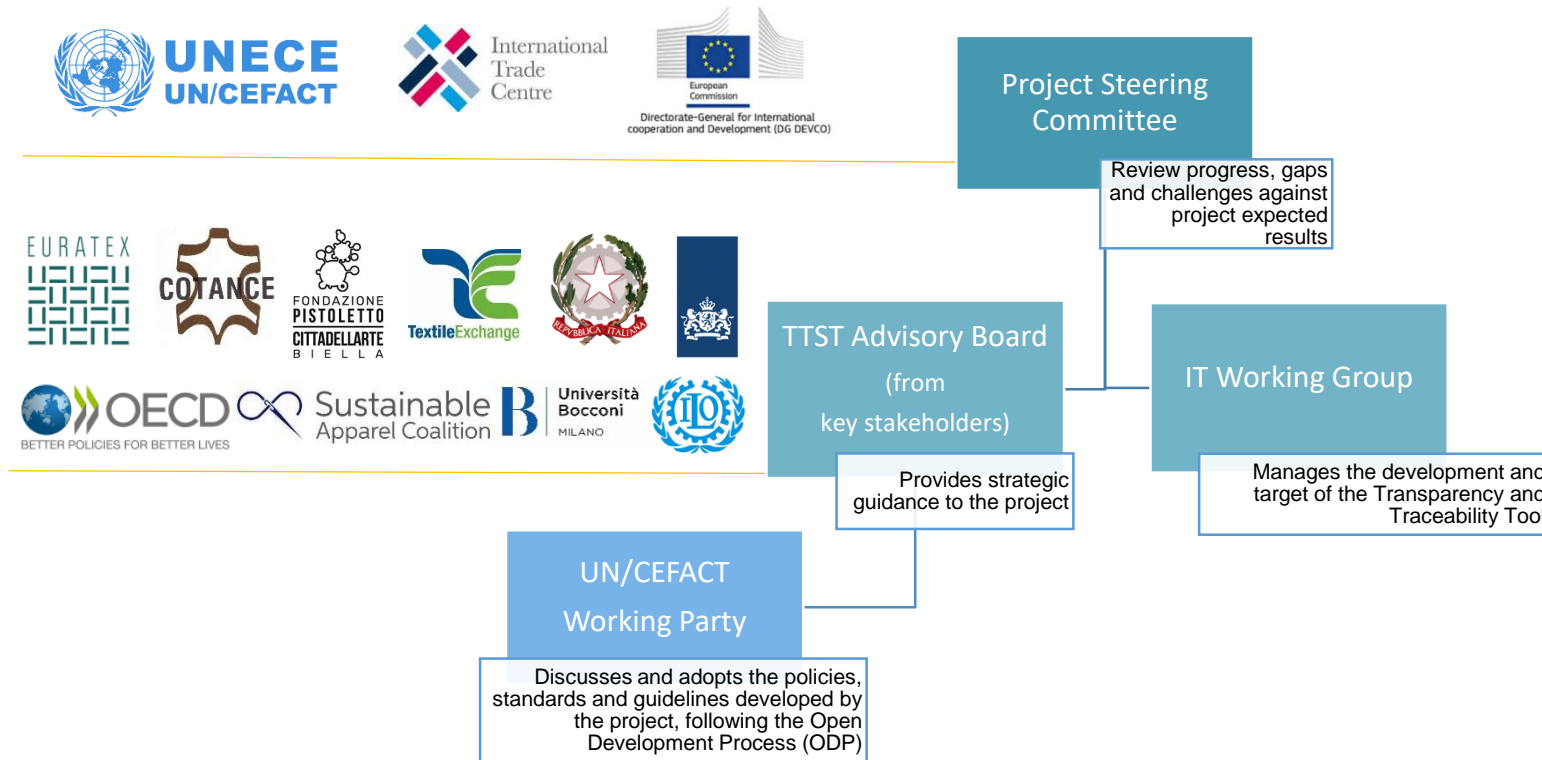 UNECE
UN/CEFACT
International
Trade
Centre
European
Commission
Directorate-General for International
cooperation and Development (DG DEVCO)
Project Steering
Committee
Review progress, gaps
and challenges against
project expected
results
EURATEX
COTANCE
FONDAZIONE
PISTOLETTO
CITTADELLARTE
BIELLA
TextileExchange
REPVBBLICA ITALIANA
TTST Advisory Board
(from
key stakeholders)
Provides strategic
guidance to the project
IT Working Group
Manages the development and
target of the Transparency and
Traceability Tool
OECD
BETTER POLICIES FOR BETTER LIVES
Sustainable
Apparel Coalition
B
Università
Bocconi
MILANO
ILO
UN/CEFACT
Working Party
Discusses and adopts the policies,
standards and guidelines developed by
the project, following the Open
Development Process (ODP)